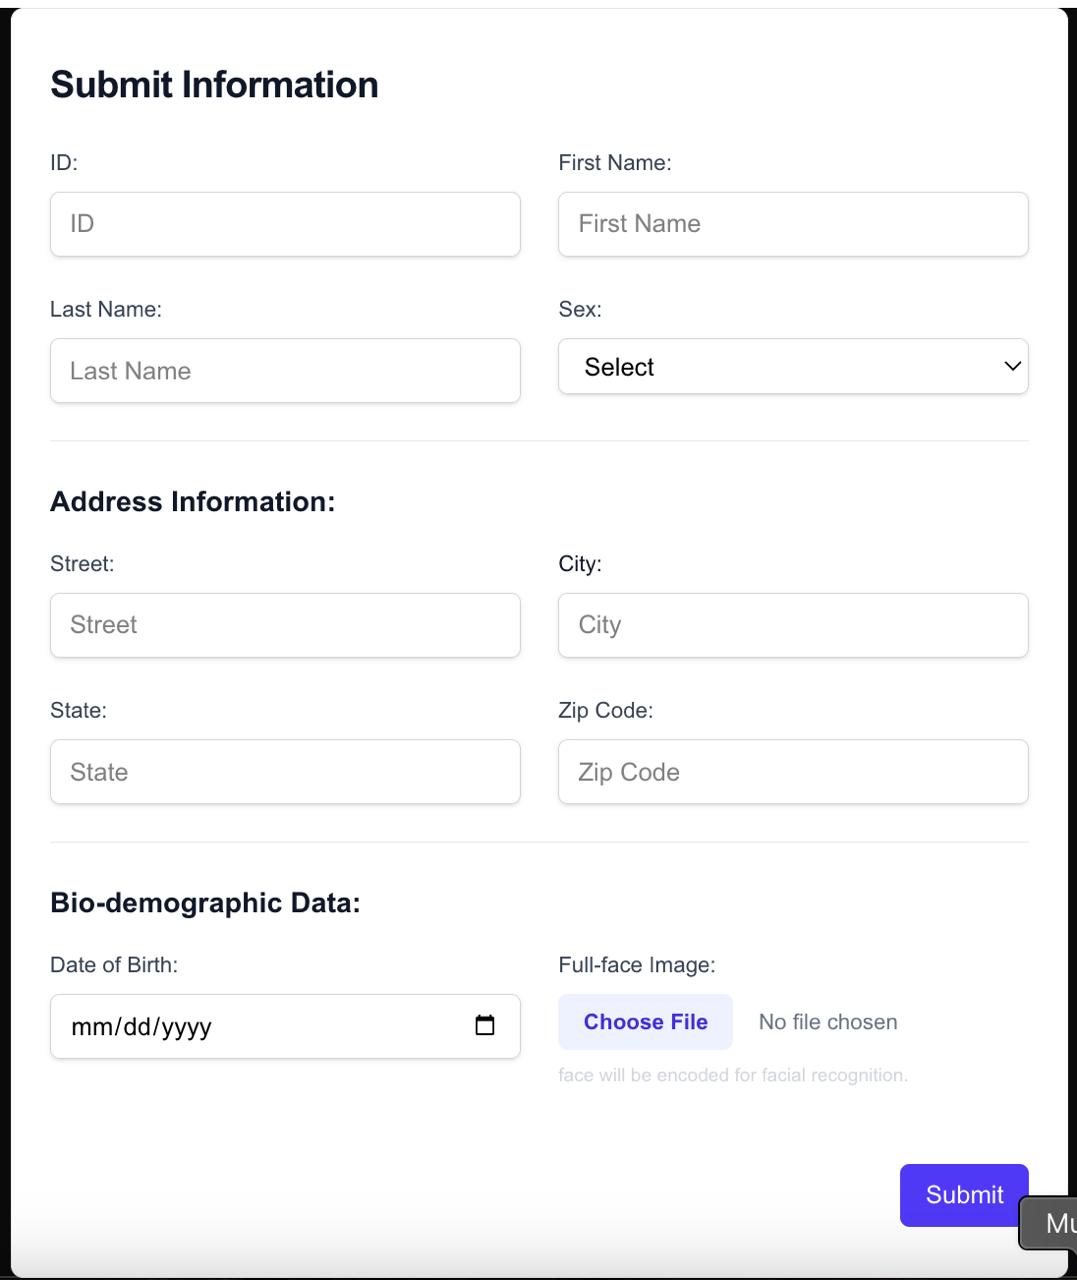 Submit Information
ID:
First Name:
ID
First Name
Last Name:
Sex:
Last Name
Select
Address Information:
Street:
City:
Street
City
State:
Zip Code:
State
Zip Code
Bio-demographic Data:
Date of Birth:
Full-face Image:
mm/dd/yyyy
Choose File
No file chosen
face will be encoded for facial recognition.
Submit